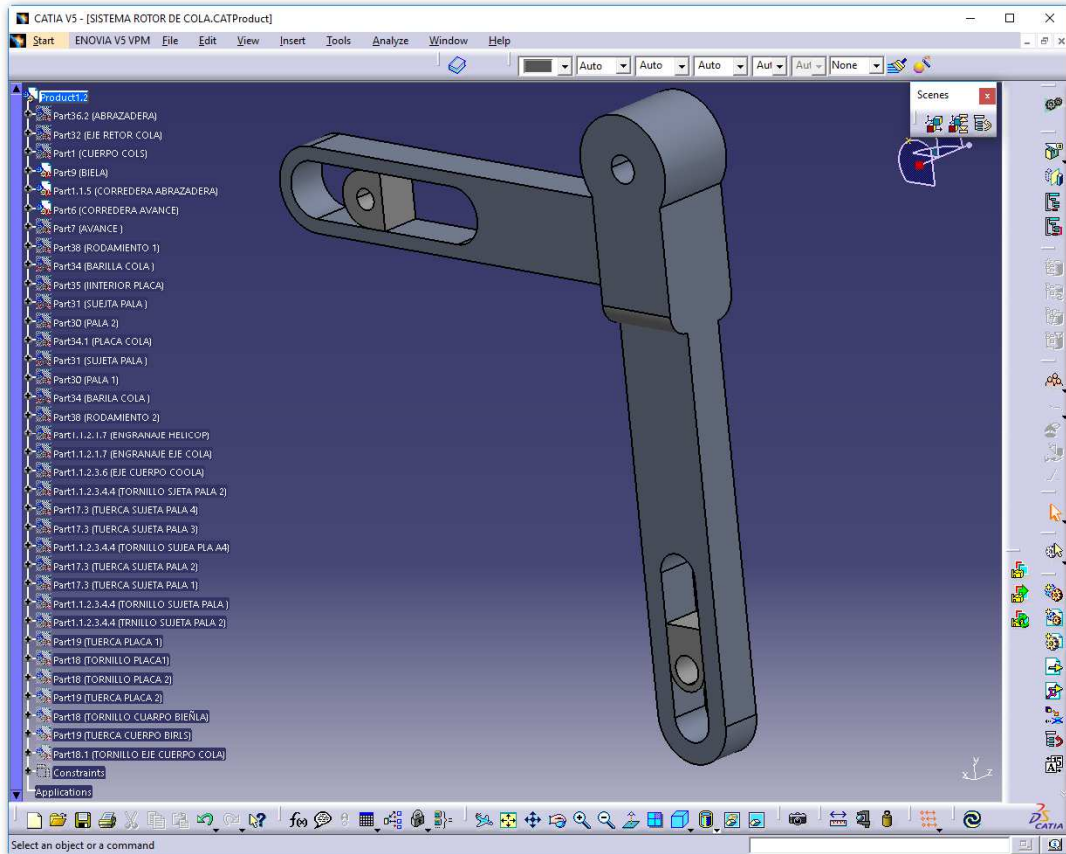 CATIA V5 - [SISTEMA ROTOR DE COLA.CATProduct]
Start ENOVIA V5 VPM File Edit View Insert Tools Analyze Window Help
Auto Auto Auto Aut Aut None
Scenes
Product1.2
Part36.2 (ABRAZADERA)
Part32 (EJE RETOR COLA)
Part1 (CUERPO COLS)
Part9 (BIELA)
Part1.1.5 (CORREDERA ABRAZADERA)
Part6 (CORREDERA AVANCE)
Part7 (AVANCE )
Part38 (RODAMIENTO 1)
Part34 (BARILLA COLA )
Part35 (IINTERIOR PLACA)
Part31 (SUEJTA PALA )
Part30 (PALA 2)
Part34.1 (PLACA COLA)
Part31 (SUJETA PALA )
Part30 (PALA 1)
Part34 (BARILA COLA )
Part38 (RODAMIENTO 2)
Part1.1.2.1.7 (ENGRANAJE HELICOP)
Part1.1.2.1.7 (ENGRANAJE EJE COLA)
Part1.1.2.3.6 (EJE CUERPO COOLA)
Part1.1.2.3.4.4 (TORNILLO SJETA PALA 2)
Part17.3 (TUERCA SUJETA PALA 4)
Part17.3 (TUERCA SUJETA PALA 3)
Part1.1.2.3.4.4 (TORNILLO SUJEA PLA A4)
Part17.3 (TUERCA SUJETA PALA 2)
Part17.3 (TUERCA SUJETA PALA 1)
Part1.1.2.3.4.4 (TORNILLO SUJETA PALA )
Part1.1.2.3.4.4 (TRNILLO SUJETA PALA 2)
Part19 (TUERCA PLACA 1)
Part18 (TORNILLO PLACA1)
Part18 (TORNILLO PLACA 2)
Part19 (TUERCA PLACA 2)
Part18 (TORNILLO CUARPO BIEÑLA)
Part19 (TUERCA CUERPO BIRLS)
Part18.1 (TORNILLO EJE CUERPO COLA)
Constraints
Applications
y
x z
f(x)
CATIA
Select an object or a command